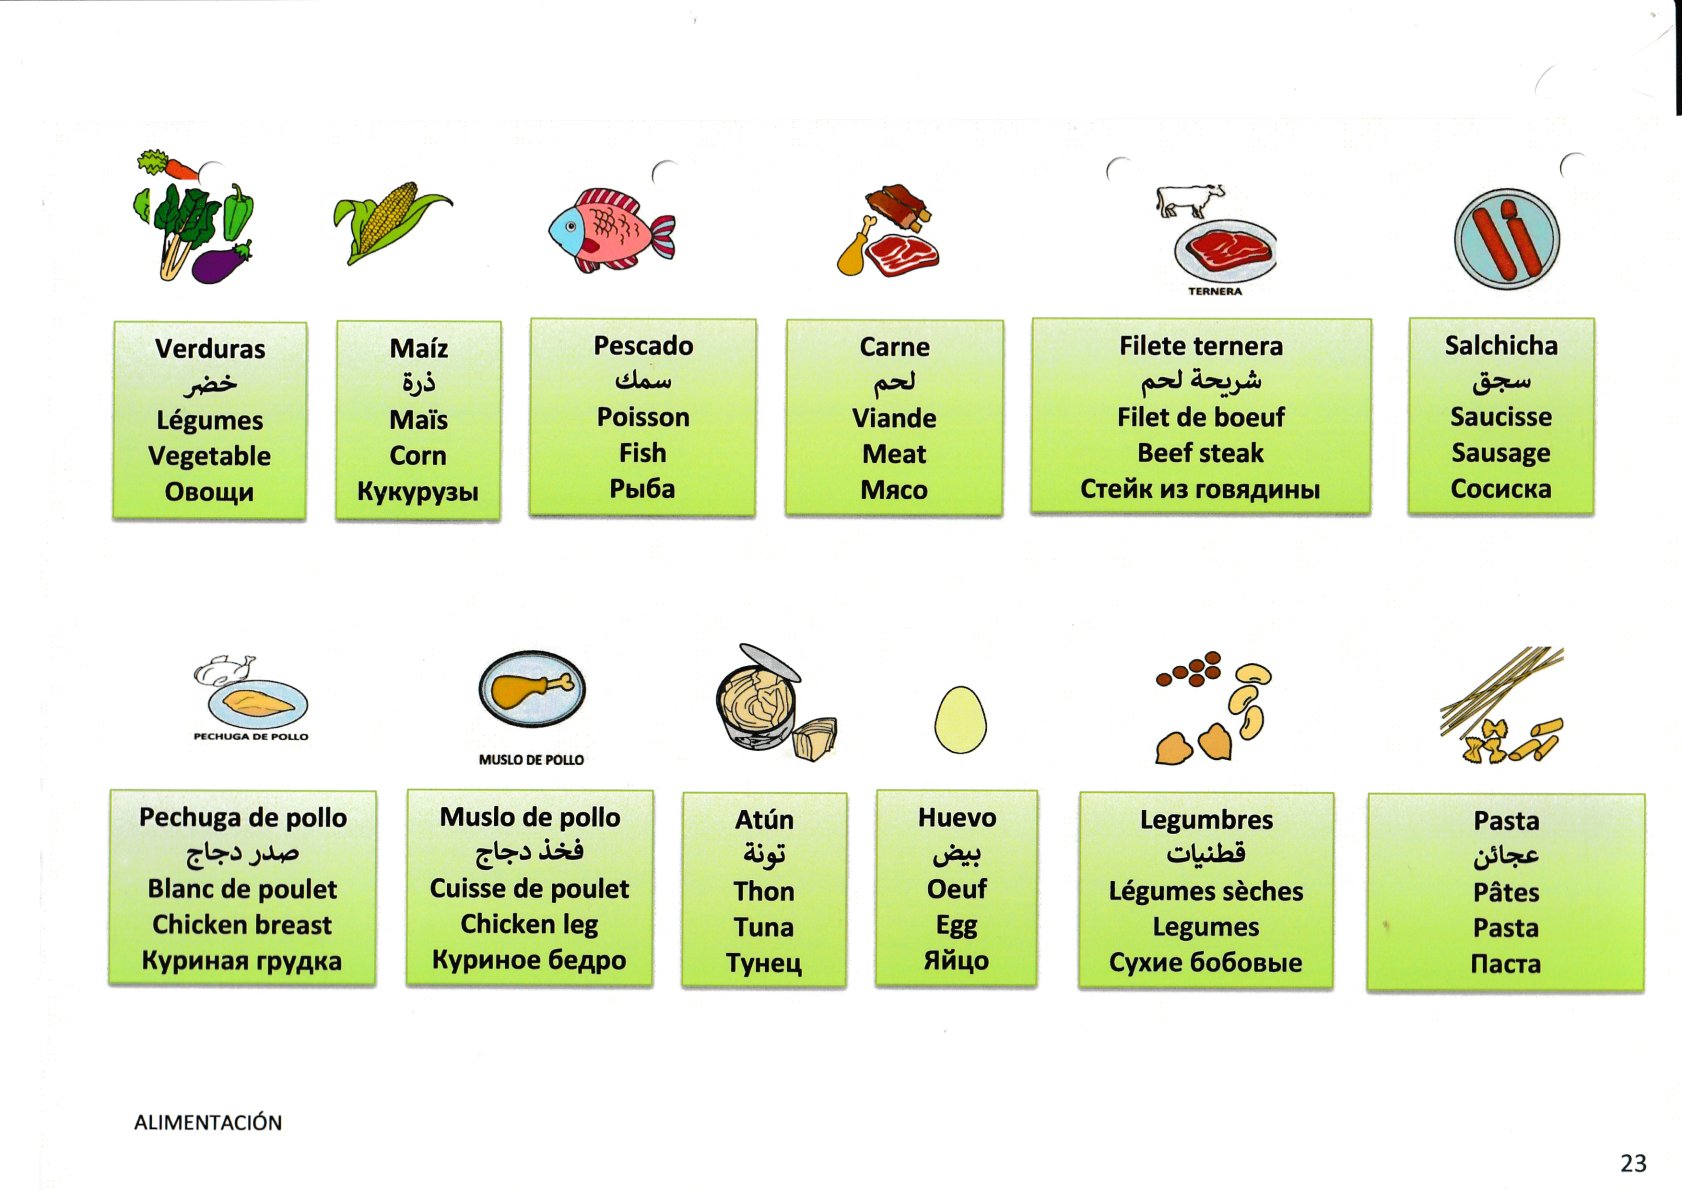 TERNERA
Verduras
خضر
Légumes
Vegetable
Овощи
Maíz
ذرة
Maïs
Corn
Кукурузы
Pescado
سمك
Poisson
Fish
Рыба
Carne
لحم
Viande
Meat
Мясо
Filete ternera
شريحة لحم
Filet de boeuf
Beef steak
Стейк из говядины
Salchicha
سجق
Saucisse
Sausage
Сосиска
PECHUGA DE POLLO
MUSLO DE POLLO
Pechuga de pollo
صدر دجاج
Blanc de poulet
Chicken breast
Куриная грудка
Muslo de pollo
فخذ دجاج
Cuisse de poulet
Chicken leg
Куриное бедро
Atún
تونة
Thon
Tuna
Тунец
Huevo
بيض
Oeuf
Egg
Яйцо
Legumbres
قطنيات
Légumes sèches
Legumes
Сухие бобовые
Pasta
عجائن
Pâtes
Pasta
Паста
ALIMENTACIÓN
23